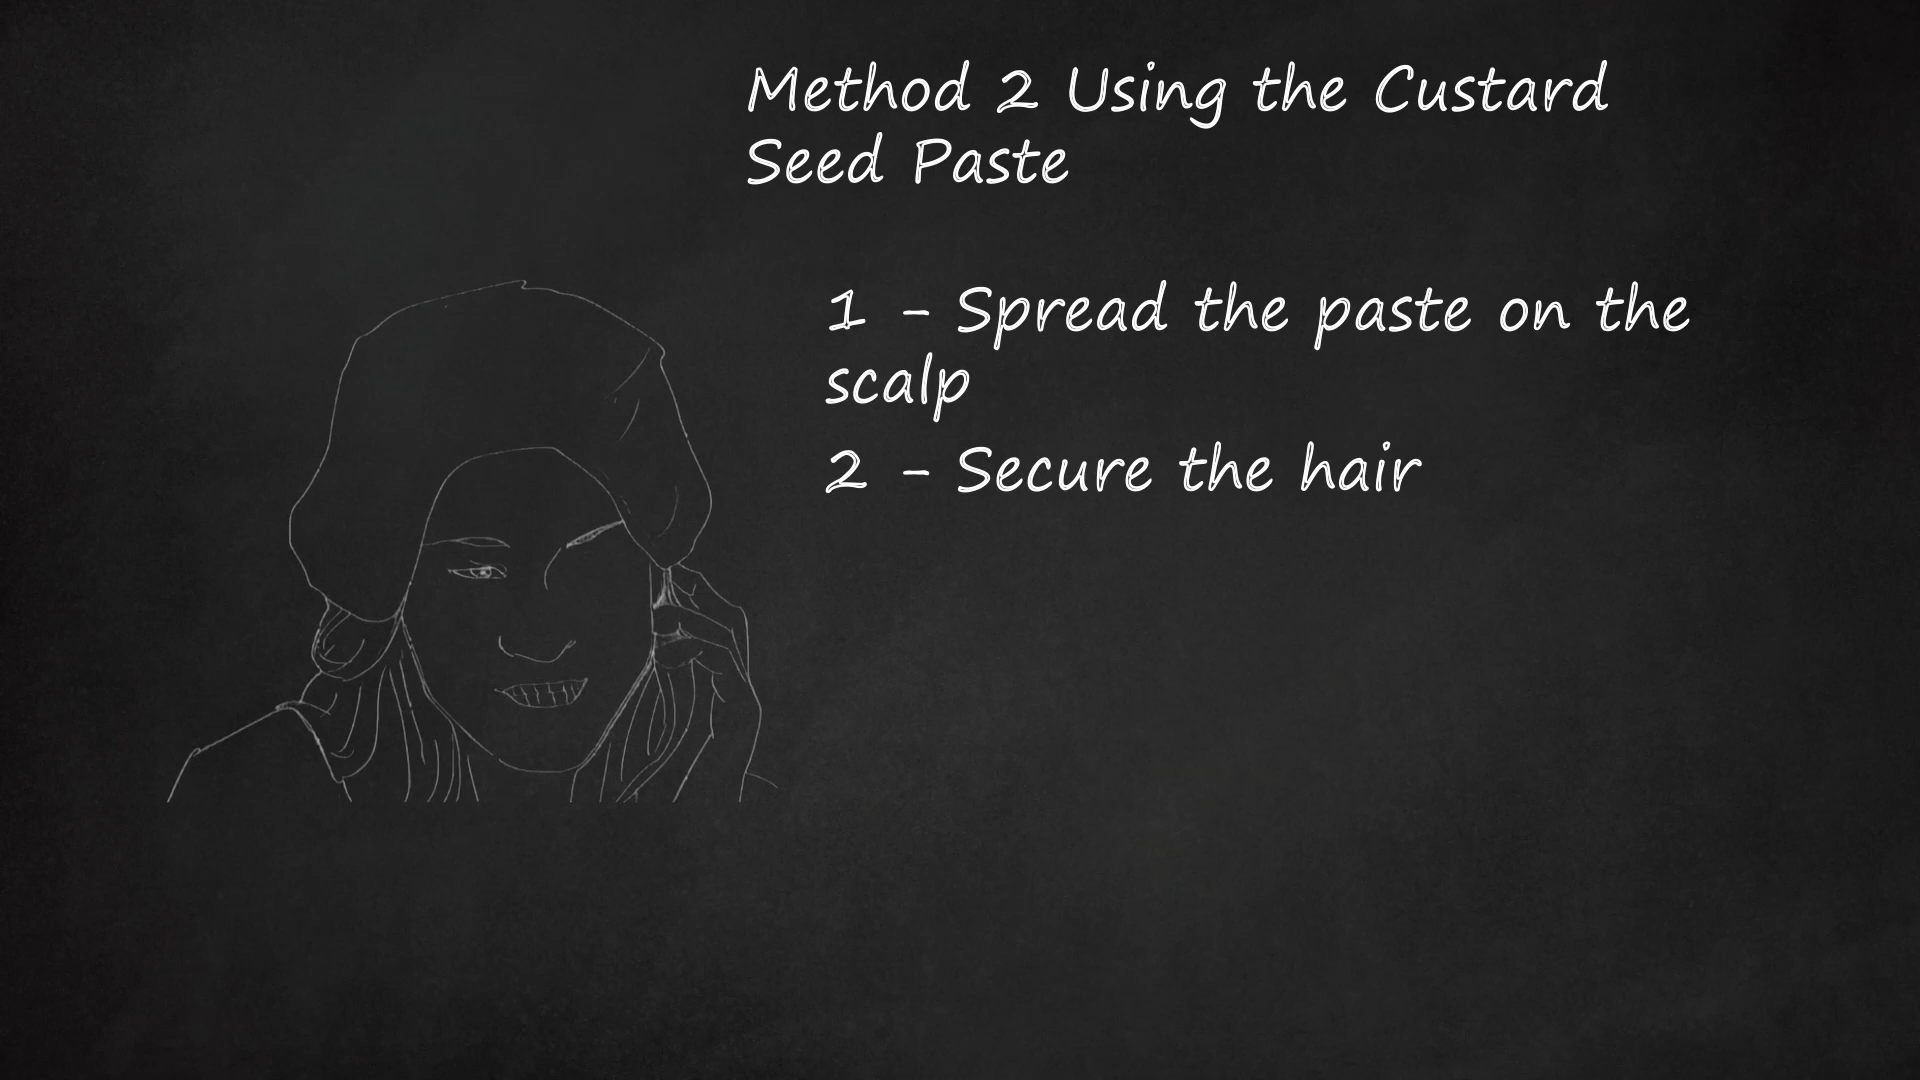 Method 2 Using the Custard
Seed Paste
1 - Spread the paste on the
scalp
2 - Secure the hair